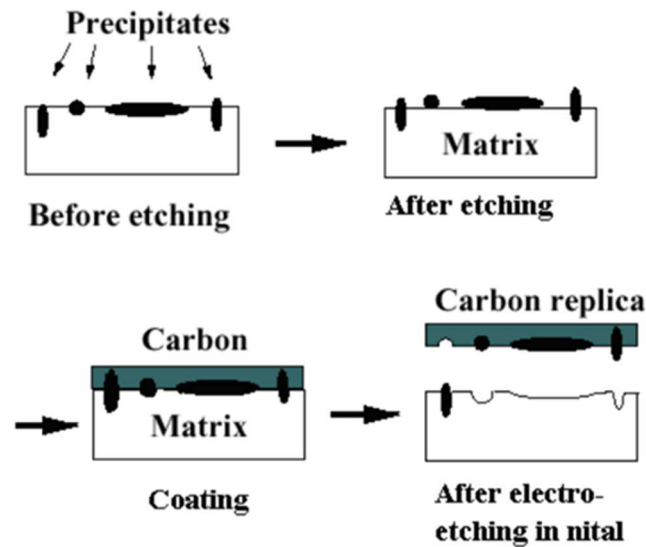 Precipitates
Before etching
Matrix
After etching
Carbon
Matrix
Coating
Carbon replica
After electro-
etching in nital